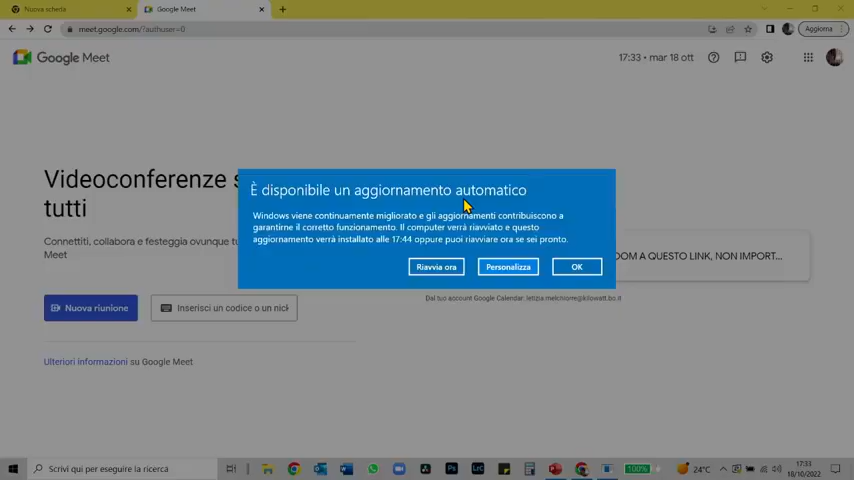 Nuova scheda
Google Meet
meet.google.com/?authuser=0
Aggiorna
Google Meet
17:33 • mar 18 ott
Videoconferenze
tutti
Connettiti, collabora e festeggia ovunque
Meet
Nuova riunione
Inserisci un codice o un nick
Ulteriori informazioni su Google Meet
È disponibile un aggiornamento automatico
Windows viene continuamente migliorato e gli aggiornamenti contribuiscono a
garantirne il corretto funzionamento. Il computer verrà riavviato e questo
aggiornamento verrà installato alle 17:44 oppure puoi riavviare ora se sei pronto.
Riavvia ora
Personalizza
OK
OOM A QUESTO LINK, NON IMPORT...
Dal tuo account Google Calendar: letizia.melchiorre@kilowatt.bo.it
Scrivi qui per eseguire la ricerca
100%
24°C
17:33
18/10/2022